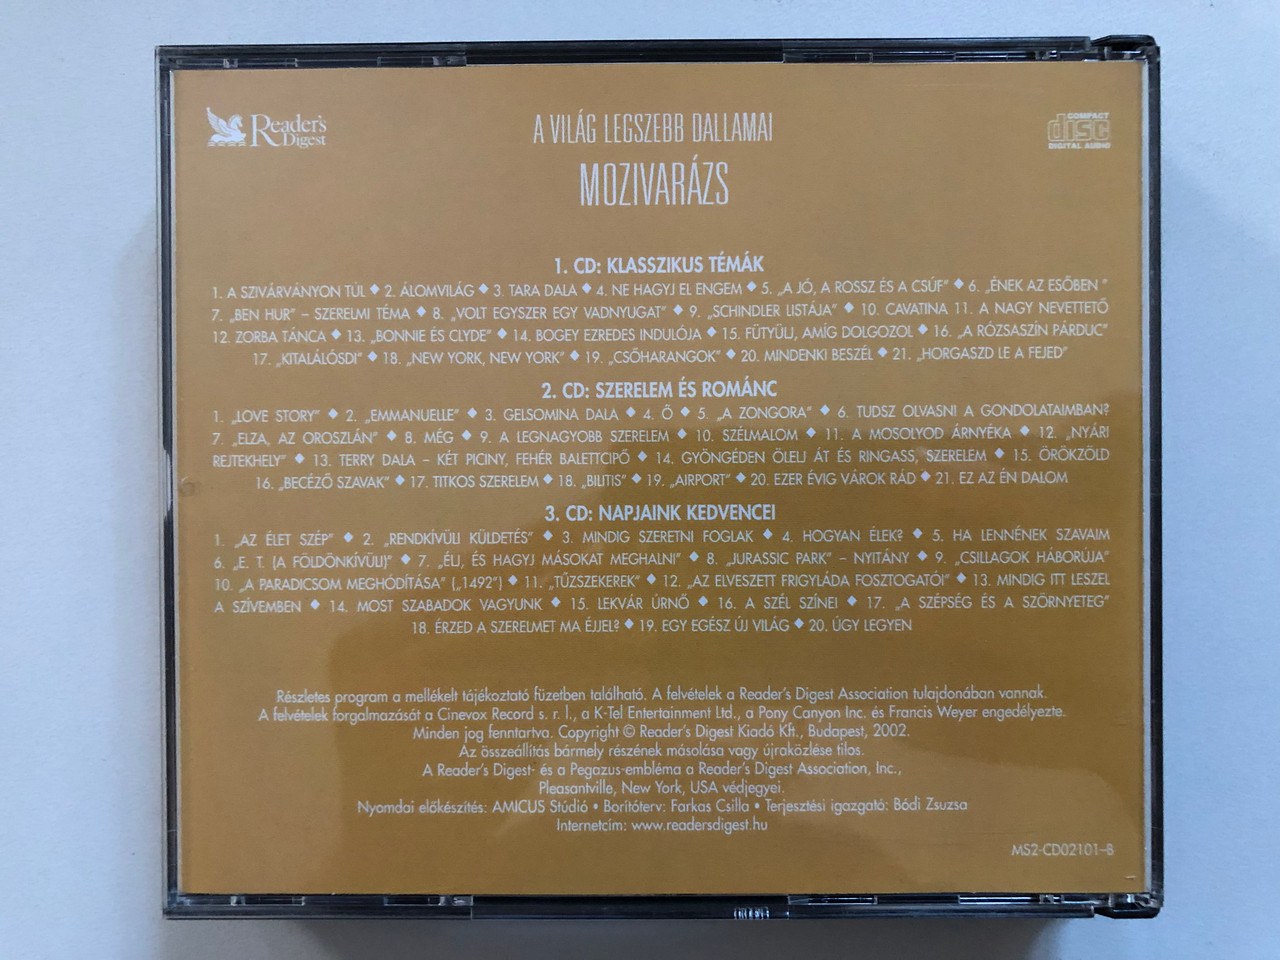 Reader's Digest
A VILÁG LEGSZEBB DALLAMAI
COMPACT disc DIGITAL AUDIO
MOZIVARÁZS
1. CD: KLASSZIKUS TÉMÁK
1. A SZIVÁRVÁNYON TÚL ◆ 2. ÁLOMVILÁG ◆ 3. TARA DALA ◆ 4. NE HAGYJ EL ENGEM ◆ 5. „A JÓ, A ROSSZ ÉS A CSÚF" ◆ 6. „ÉNEK AZ ESŐBEN "
7. „BEN HUR" – SZERELMI TÉMA ◆ 8. „VOLT EGYSZER EGY VADNYUGAT" ◆ 9. „SCHINDLER LISTÁJA" ◆ 10. CAVATINA 11. A NAGY NEVETTETŐ
12. ZORBA TÁNCA ◆ 13. „BONNIE ÉS CLYDE" ◆ 14. BOGEY EZREDES INDULÓJA ◆ 15. FÜTYÜLJ, AMÍG DOLGOZOL ◆ 16. „A RÓZSASZÍN PÁRDUC"
17. „KITALÁLÓSDI" ◆ 18. „NEW YORK, NEW YORK" ◆ 19. „CSŐHARANGOK" ◆ 20. MINDENKI BESZÉL ◆ 21. „HORGASZD LE A FEJED"
2. CD: SZERELEM ÉS ROMÁNC
1. „LOVE STORY" ◆ 2. „EMMANUELLE" ◆ 3. GELSOMINA DALA ◆ 4. Ő ◆ 5. „A ZONGORA" ◆ 6. TUDSZ OLVASNI A GONDOLATAIMBAN?
7. „ELZA, AZ OROSZLÁN" ◆ 8. MÉG ◆ 9. A LEGNAGYOBB SZERELEM ◆ 10. SZÉLMALOM ◆ 11. A MOSOLYOD ÁRNYÉKA ◆ 12. „NYÁRI
REJTEKHELY" ◆ 13. TERRY DALA – KÉT PICINY, FEHÉR BALETTCIPŐ ◆ 14. GYÖNGÉDEN ÖLELJ ÁT ÉS RINGASS, SZERELEM ◆ 15. ÖRÖKZÖLD
16. „BECÉZŐ SZAVAK" ◆ 17. TITKOS SZERELEM ◆ 18. „BILITIS" ◆ 19. „AIRPORT" ◆ 20. EZER ÉVIG VÁROK RÁD ◆ 21. EZ AZ ÉN DALOM
3. CD: NAPJAINK KEDVENCEI
1. „AZ ÉLET SZÉP" ◆ 2. „RENDKÍVÜLI KÜLDETÉS" ◆ 3. MINDIG SZERETNI FOGLAK ◆ 4. HOGYAN ÉLEK? ◆ 5. HA LENNÉNEK SZAVAIM
6. „E. T. (A FÖLDÖNKÍVÜLI)" ◆ 7. „ÉLJ, ÉS HAGYJ MÁSOKAT MEGHALNI" ◆ 8. „JURASSIC PARK" – NYITÁNY ◆ 9. „CSILLAGOK HÁBORÚJA"
10. „A PARADICSOM MEGHÓDÍTÁSA" („1492") ◆ 11. „TŰZSZEKEREK" ◆ 12. „AZ ELVESZETT FRIGYLÁDA FOSZTOGATÓI" ◆ 13. MINDIG ITT LESZEL
A SZÍVEMBEN ◆ 14. MOST SZABADOK VAGYUNK ◆ 15. LEKVÁR ÚRNŐ ◆ 16. A SZÉL SZÍNEI ◆ 17. „A SZÉPSÉG ÉS A SZÖRNYETEG"
18. ÉRZED A SZERELMET MA ÉJJEL? ◆ 19. EGY EGÉSZ ÚJ VILÁG ◆ 20. ÚGY LEGYEN
Részletes program a mellékelt tájékoztató füzetben található. A felvételek a Reader's Digest Association tulajdonában vannak.
A felvételek forgalmazását a Cinevox Record s. r. l., a K-Tel Entertainment Ltd., a Pony Canyon Inc. és Francis Weyer engedélyezte.
Minden jog fenntartva. Copyright © Reader's Digest Kiadó Kft., Budapest, 2002.
Az összeállítás bármely részének másolása vagy újraközlése tilos.
A Reader's Digest- és a Pegazus-embléma a Reader's Digest Association, Inc.,
Pleasantville, New York, USA védjegyei.
Nyomdai előkészítés: AMICUS Stúdió • Borítóterv: Farkas Csilla • Terjesztési igazgató: Bódi Zsuzsa
Internetcím: www.readersdigest.hu
MS2-CD02101-B